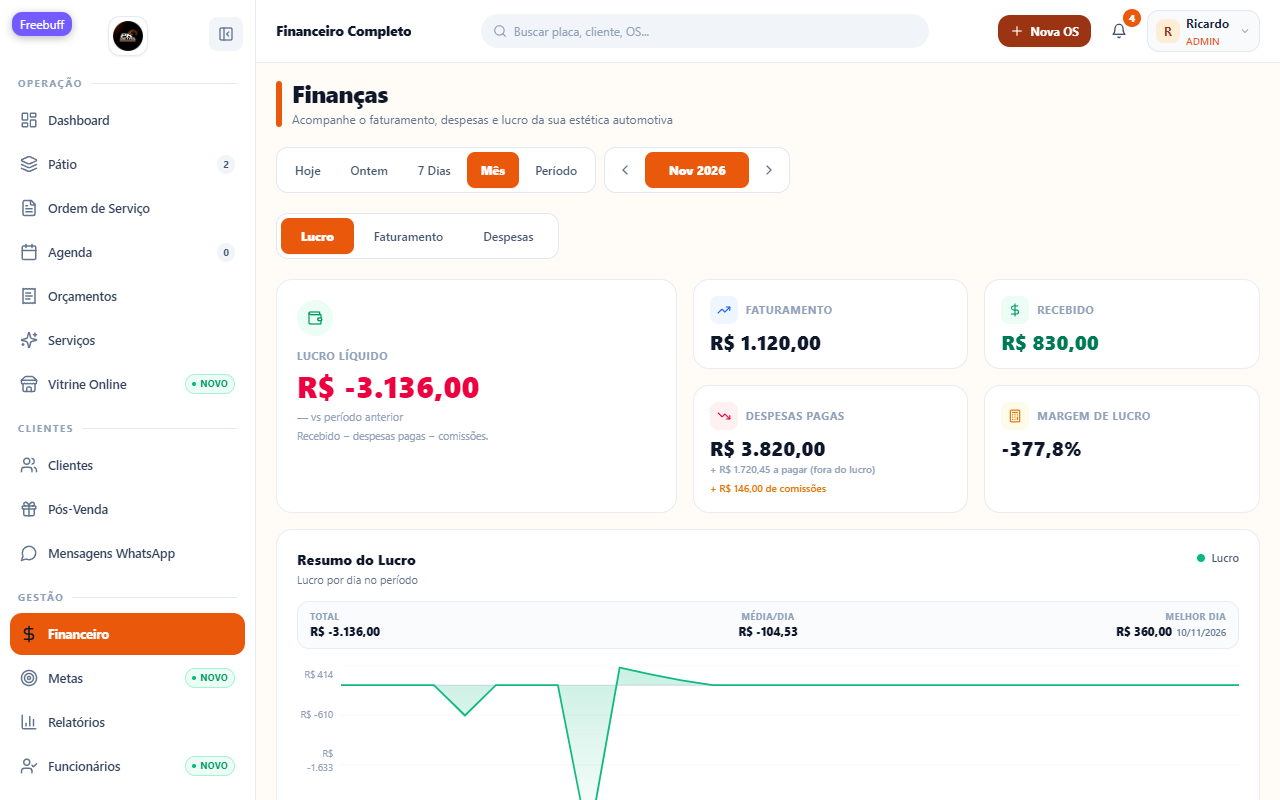 Freebuff
OPERAÇÃO
Dashboard
Pátio 2
Ordem de Serviço
Agenda 0
Orçamentos
Serviços
Vitrine Online NOVO
CLIENTES
Clientes
Pós-Venda
Mensagens WhatsApp
GESTÃO
Financeiro
Metas NOVO
Relatórios
Funcionários NOVO
Financeiro Completo
Buscar placa, cliente, OS...
+ Nova OS
4
R
Ricardo
ADMIN
Finanças
Acompanhe o faturamento, despesas e lucro da sua estética automotiva
Hoje Ontem 7 Dias Mês Período
Nov 2026
Lucro Faturamento Despesas
LUCRO LÍQUIDO
R$ -3.136,00
— vs período anterior
Recebido − despesas pagas − comissões.
FATURAMENTO
R$ 1.120,00
RECEBIDO
R$ 830,00
DESPESAS PAGAS
R$ 3.820,00
+ R$ 1.720,45 a pagar (fora do lucro)
+ R$ 146,00 de comissões
MARGEM DE LUCRO
-377,8%
Resumo do Lucro
Lucro por dia no período
Lucro
TOTAL
R$ -3.136,00
MÉDIA/DIA
R$ -104,53
MELHOR DIA
R$ 360,00 10/11/2026
R$ 414
R$ -610
R$
-1.633